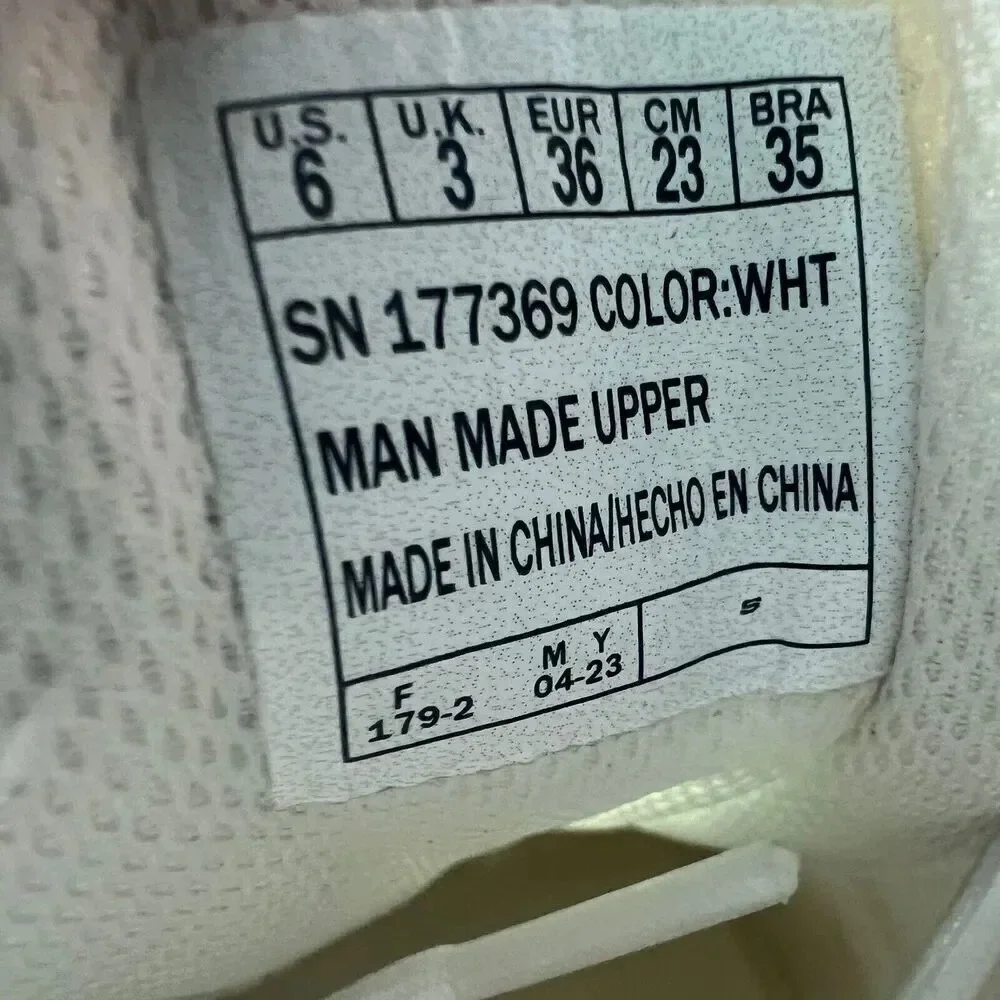 U.S. U.K. EUR CM BRA
6 3 36 23 35
SN 177369 COLOR:WHT
MAN MADE UPPER
MADE IN CHINA/HECHO EN CHINA
F M Y 5
179-2 04-23